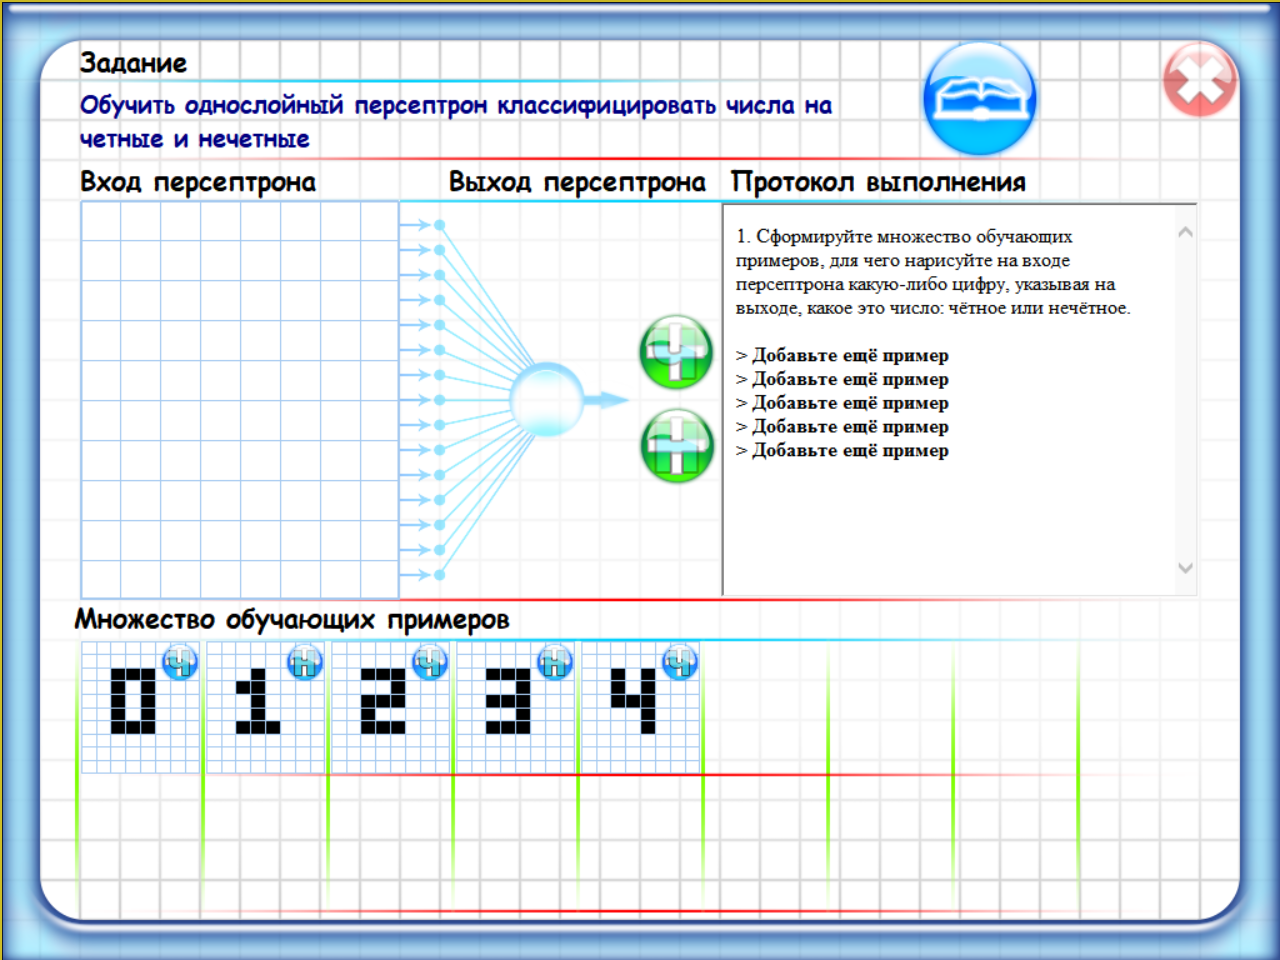 Задание
Обучить однослойный персептрон классифицировать числа на
четные и нечетные
Вход персептрона
Выход персептрона
Протокол выполнения
1. Сформируйте множество обучающих
примеров, для чего нарисуйте на входе
персептрона какую-либо цифру, указывая на
выходе, какое это число: чётное или нечётное.
> Добавьте ещё пример
> Добавьте ещё пример
> Добавьте ещё пример
> Добавьте ещё пример
> Добавьте ещё пример
Ч
Н
Множество обучающих примеров
Ч Н Ч Н Ч
0 1 2 3 4